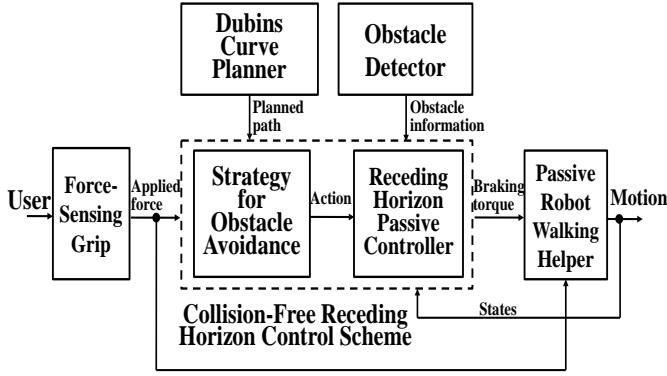 Dubins
Curve
Planner
Obstacle
Detector
Planned
path
Obstacle
information
User
Force-
Sensing
Grip
Applied
force
Strategy
for
Obstacle
Avoidance
Action
Receding
Horizon
Passive
Controller
Braking
torque
Passive
Robot
Walking
Helper
Motion
States
Collision-Free Receding
Horizon Control Scheme